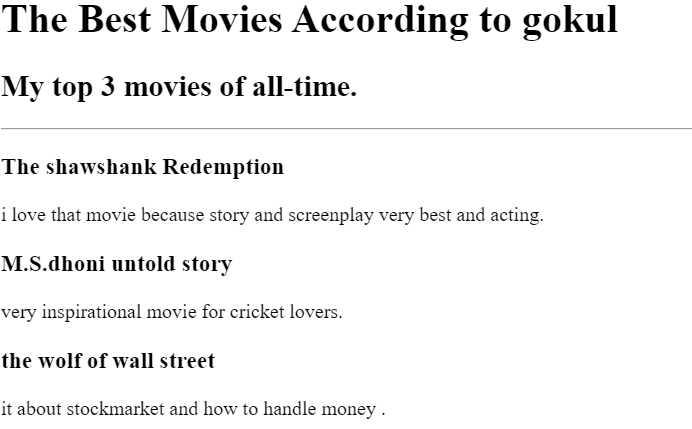 The Best Movies According to gokul
My top 3 movies of all-time.
The shawshank Redemption
i love that movie because story and screenplay very best and acting.
M.S.dhoni untold story
very inspirational movie for cricket lovers.
the wolf of wall street
it about stockmarket and how to handle money .